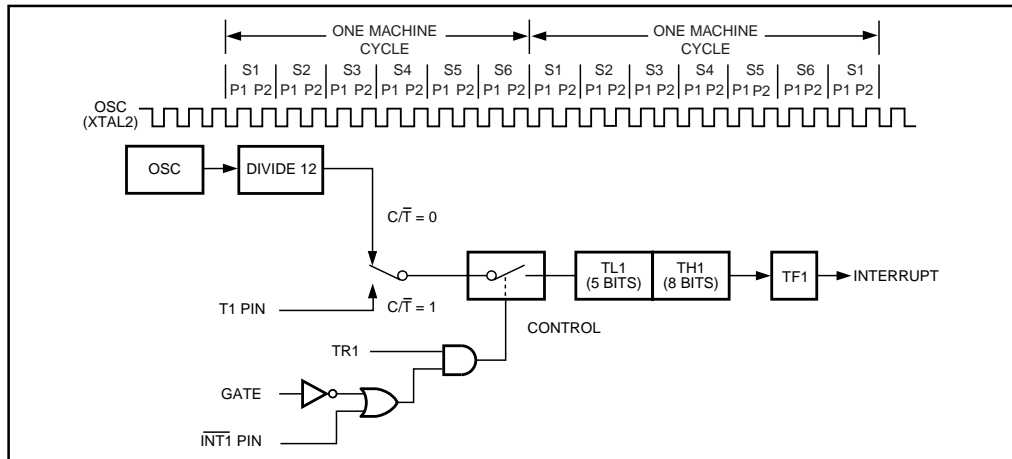 ONE MACHINE CYCLE ONE MACHINE CYCLE
S1 S2 S3 S4 S5 S6 S1 S2 S3 S4 S5 S6 S1
P1 P2 P1 P2 P1 P2 P1 P2 P1 P2 P1 P2 P1 P2 P1 P2 P1 P2 P1 P2 P1 P2 P1 P2 P1 P2
OSC
(XTAL2)
OSC DIVIDE 12
C/T̅ = 0
TL1 (5 BITS) TH1 (8 BITS) TF1 INTERRUPT
T1 PIN C/T̅ = 1
CONTROL
TR1
GATE
I̅N̅T̅1̅ PIN